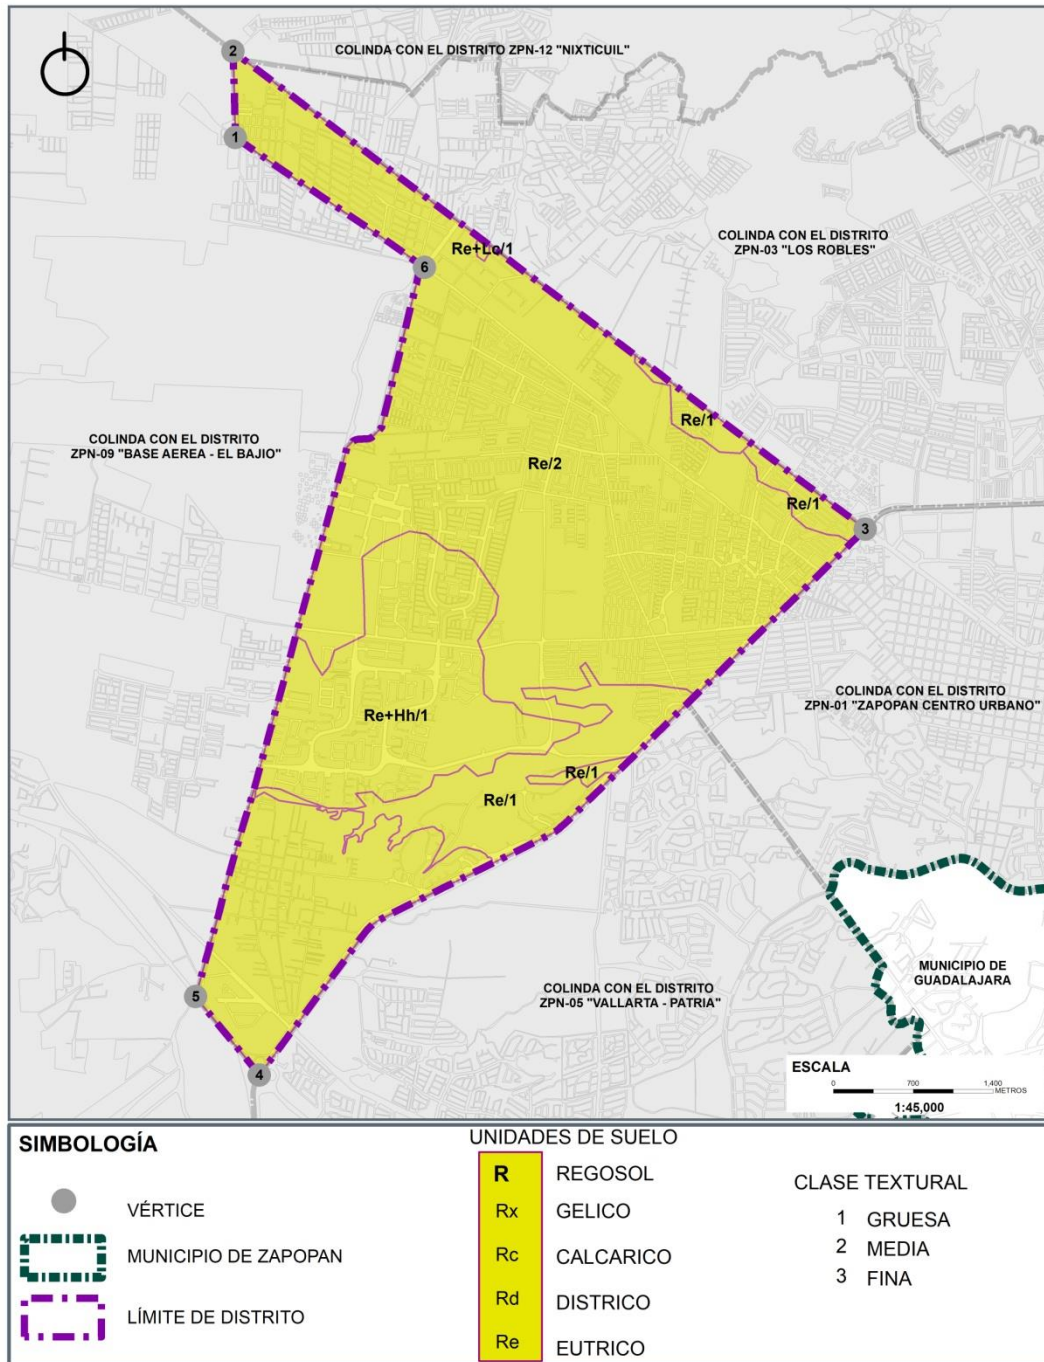 2
COLINDA CON EL DISTRITO ZPN-12 "NIXTICUIL"
1
COLINDA CON EL DISTRITO
ZPN-03 "LOS ROBLES"
Re+Lc/1
6
Re/1
COLINDA CON EL DISTRITO
ZPN-09 "BASE AEREA - EL BAJIO"
Re/2
Re/1
3
COLINDA CON EL DISTRITO
ZPN-01 "ZAPOPAN CENTRO URBANO"
Re+Hh/1
Re/1
Re/1
MUNICIPIO DE
GUADALAJARA
COLINDA CON EL DISTRITO
ZPN-05 "VALLARTA - PATRIA"
5
4
ESCALA
0 700 1,400
METROS
1:45,000
SIMBOLOGÍA
VÉRTICE
MUNICIPIO DE ZAPOPAN
LÍMITE DE DISTRITO
UNIDADES DE SUELO
R REGOSOL
Rx GELICO
Rc CALCARICO
Rd DISTRICO
Re EUTRICO
CLASE TEXTURAL
1 GRUESA
2 MEDIA
3 FINA